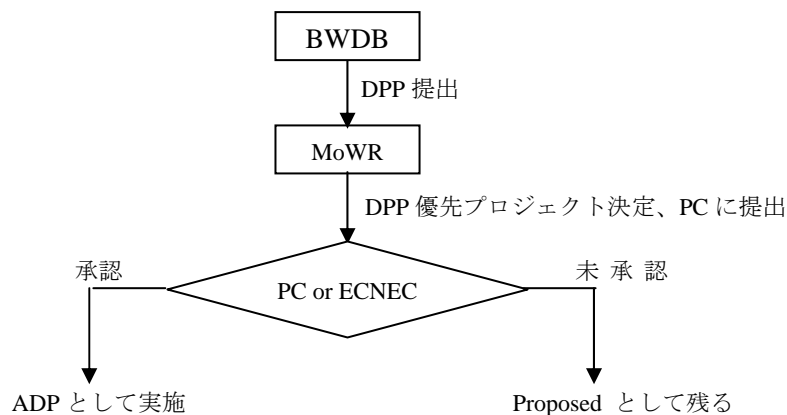 BWDB
DPP 提出
MoWR
DPP 優先プロジェクト決定、PC に提出
承認
未 承 認
PC or ECNEC
ADP として実施
Proposed として残る